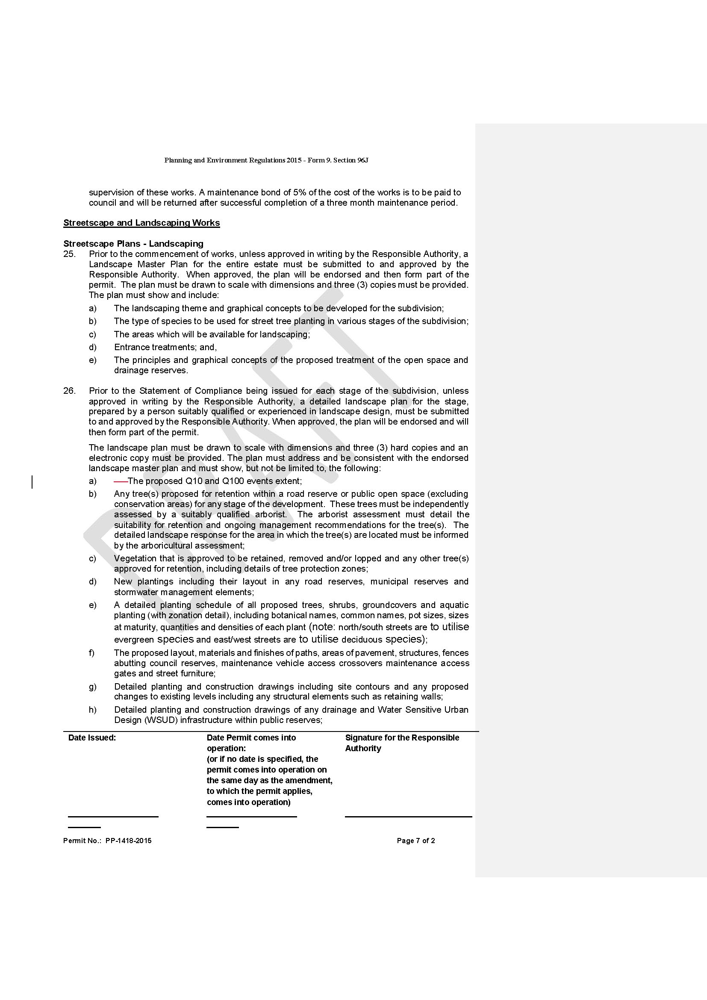 Planning and Environment Regulations 2015 - Form 9. Section 96J
supervision of these works. A maintenance bond of 5% of the cost of the works is to be paid to
council and will be returned after successful completion of a three month maintenance period.
Streetscape and Landscaping Works
Streetscape Plans - Landscaping
25. Prior to the commencement of works, unless approved in writing by the Responsible Authority, a
Landscape Master Plan for the entire estate must be submitted to and approved by the
Responsible Authority. When approved, the plan will be endorsed and then form part of the
permit. The plan must be drawn to scale with dimensions and three (3) copies must be provided.
The plan must show and include:
a) The landscaping theme and graphical concepts to be developed for the subdivision;
b) The type of species to be used for street tree planting in various stages of the subdivision;
c) The areas which will be available for landscaping;
d) Entrance treatments; and,
e) The principles and graphical concepts of the proposed treatment of the open space and
drainage reserves.
26. Prior to the Statement of Compliance being issued for each stage of the subdivision, unless
approved in writing by the Responsible Authority, a detailed landscape plan for the stage,
prepared by a person suitably qualified or experienced in landscape design, must be submitted
to and approved by the Responsible Authority. When approved, the plan will be endorsed and will
then form part of the permit.
The landscape plan must be drawn to scale with dimensions and three (3) hard copies and an
electronic copy must be provided. The plan must address and be consistent with the endorsed
landscape master plan and must show, but not be limited to, the following:
a) The proposed Q10 and Q100 events extent;
b) Any tree(s) proposed for retention within a road reserve or public open space (excluding
conservation areas) for any stage of the development. These trees must be independently
assessed by a suitably qualified arborist. The arborist assessment must detail the
suitability for retention and ongoing management recommendations for the tree(s). The
detailed landscape response for the area in which the tree(s) are located must be informed
by the arboricultural assessment;
c) Vegetation that is approved to be retained, removed and/or lopped and any other tree(s)
approved for retention, including details of tree protection zones;
d) New plantings including their layout in any road reserves, municipal reserves and
stormwater management elements;
e) A detailed planting schedule of all proposed trees, shrubs, groundcovers and aquatic
planting (with zonation detail), including botanical names, common names, pot sizes, sizes
at maturity, quantities and densities of each plant (note: north/south streets are to utilise
evergreen species and east/west streets are to utilise deciduous species);
f) The proposed layout, materials and finishes of paths, areas of pavement, structures, fences
abutting council reserves, maintenance vehicle access crossovers maintenance access
gates and street furniture;
g) Detailed planting and construction drawings including site contours and any proposed
changes to existing levels including any structural elements such as retaining walls;
h) Detailed planting and construction drawings of any drainage and Water Sensitive Urban
Design (WSUD) infrastructure within public reserves;
DRAFT
Date Issued:
Date Permit comes into
operation:
(or if no date is specified, the
permit comes into operation on
the same day as the amendment,
to which the permit applies,
comes into operation)
Signature for the Responsible
Authority
Permit No.: PP-1418-2015
Page 7 of 2